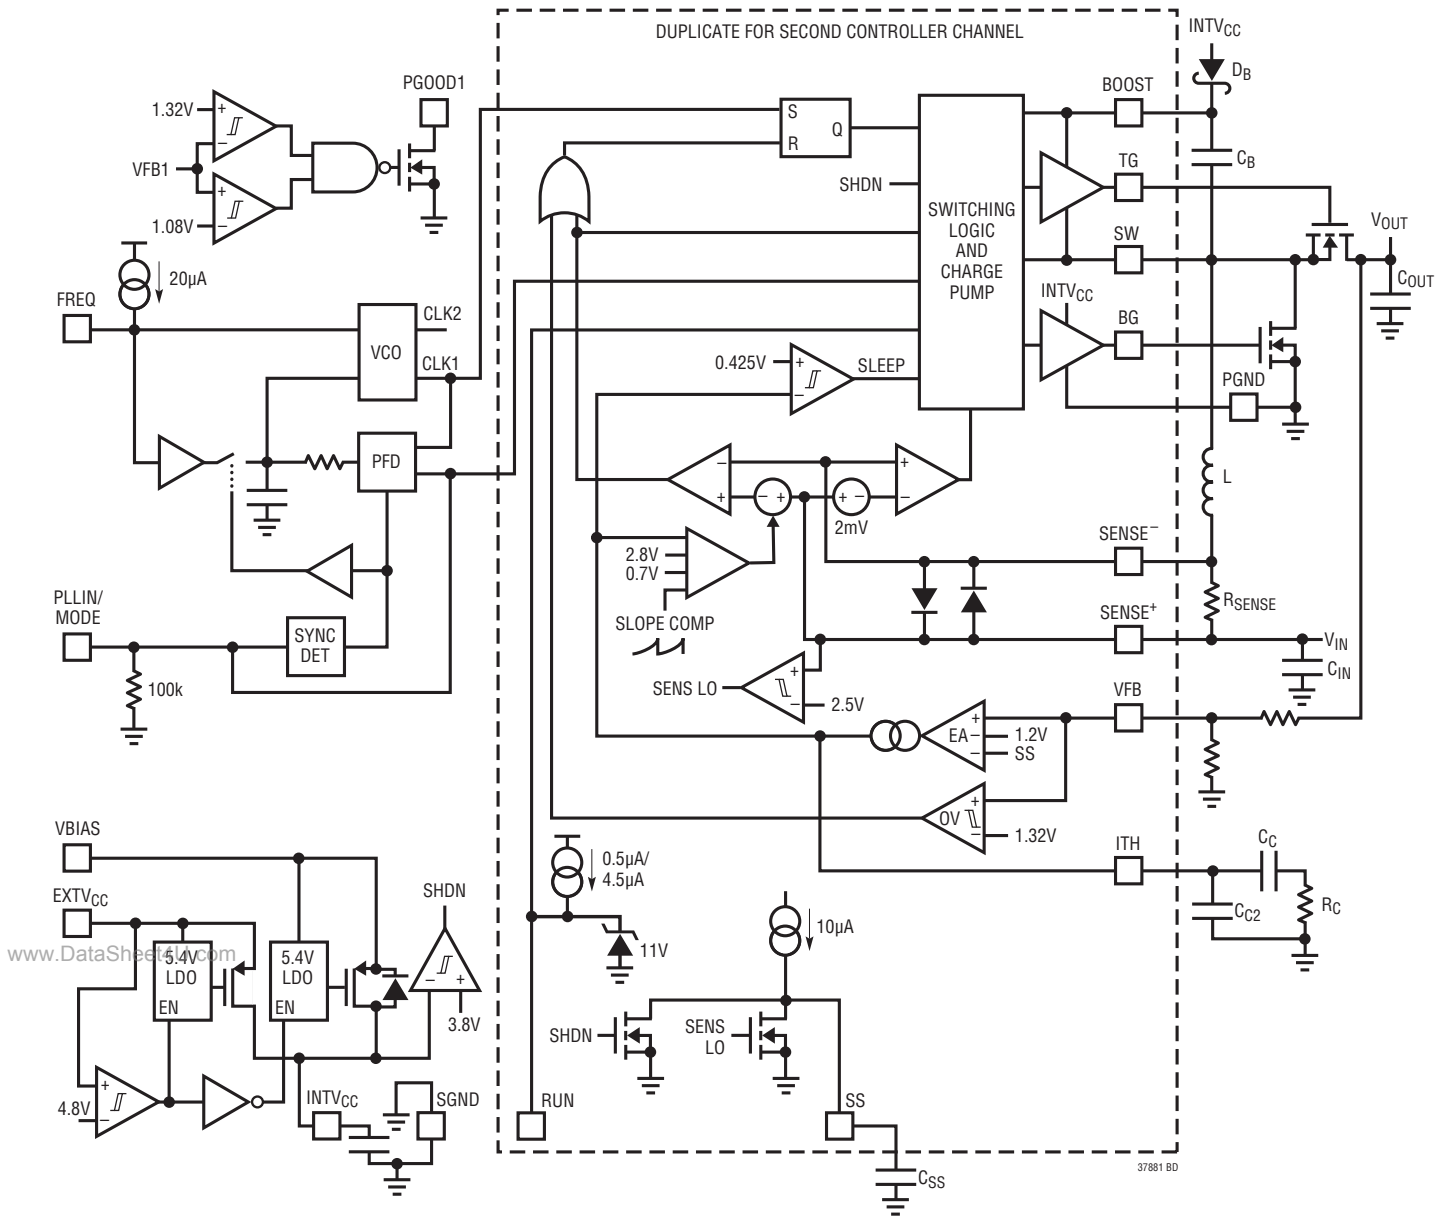 DUPLICATE FOR SECOND CONTROLLER CHANNEL
INTVCC
DB
PGOOD1
BOOST
1.32V
+
−
S
R
Q
CB
VFB1
TG
SHDN
+
−
1.08V
SWITCHING
LOGIC
AND
CHARGE
PUMP
SW
VOUT
COUT
20µA
FREQ
INTVCC
BG
CLK2
VCO
CLK1
0.425V
+
−
SLEEP
PGND
PFD
−
+
− +
+ −
2mV
+
−
L
2.8V
0.7V
SENSE−
SLOPE COMP
RSENSE
PLLIN/
MODE
SYNC
DET
SENSE+
VIN
CIN
100k
SENS LO
+
−
2.5V
VFB
EA
+
−
−
1.2V
SS
OV
+
−
1.32V
VBIAS
0.5µA/
4.5µA
ITH
CC
EXTVCC
SHDN
CC2
RC
10µA
www.DataSheet4U.com
5.4V
LDO
EN
5.4V
LDO
EN
−
+
3.8V
11V
SHDN
SENS
LO
+
−
4.8V
INTVCC
SGND
RUN
SS
37881 BD
CSS